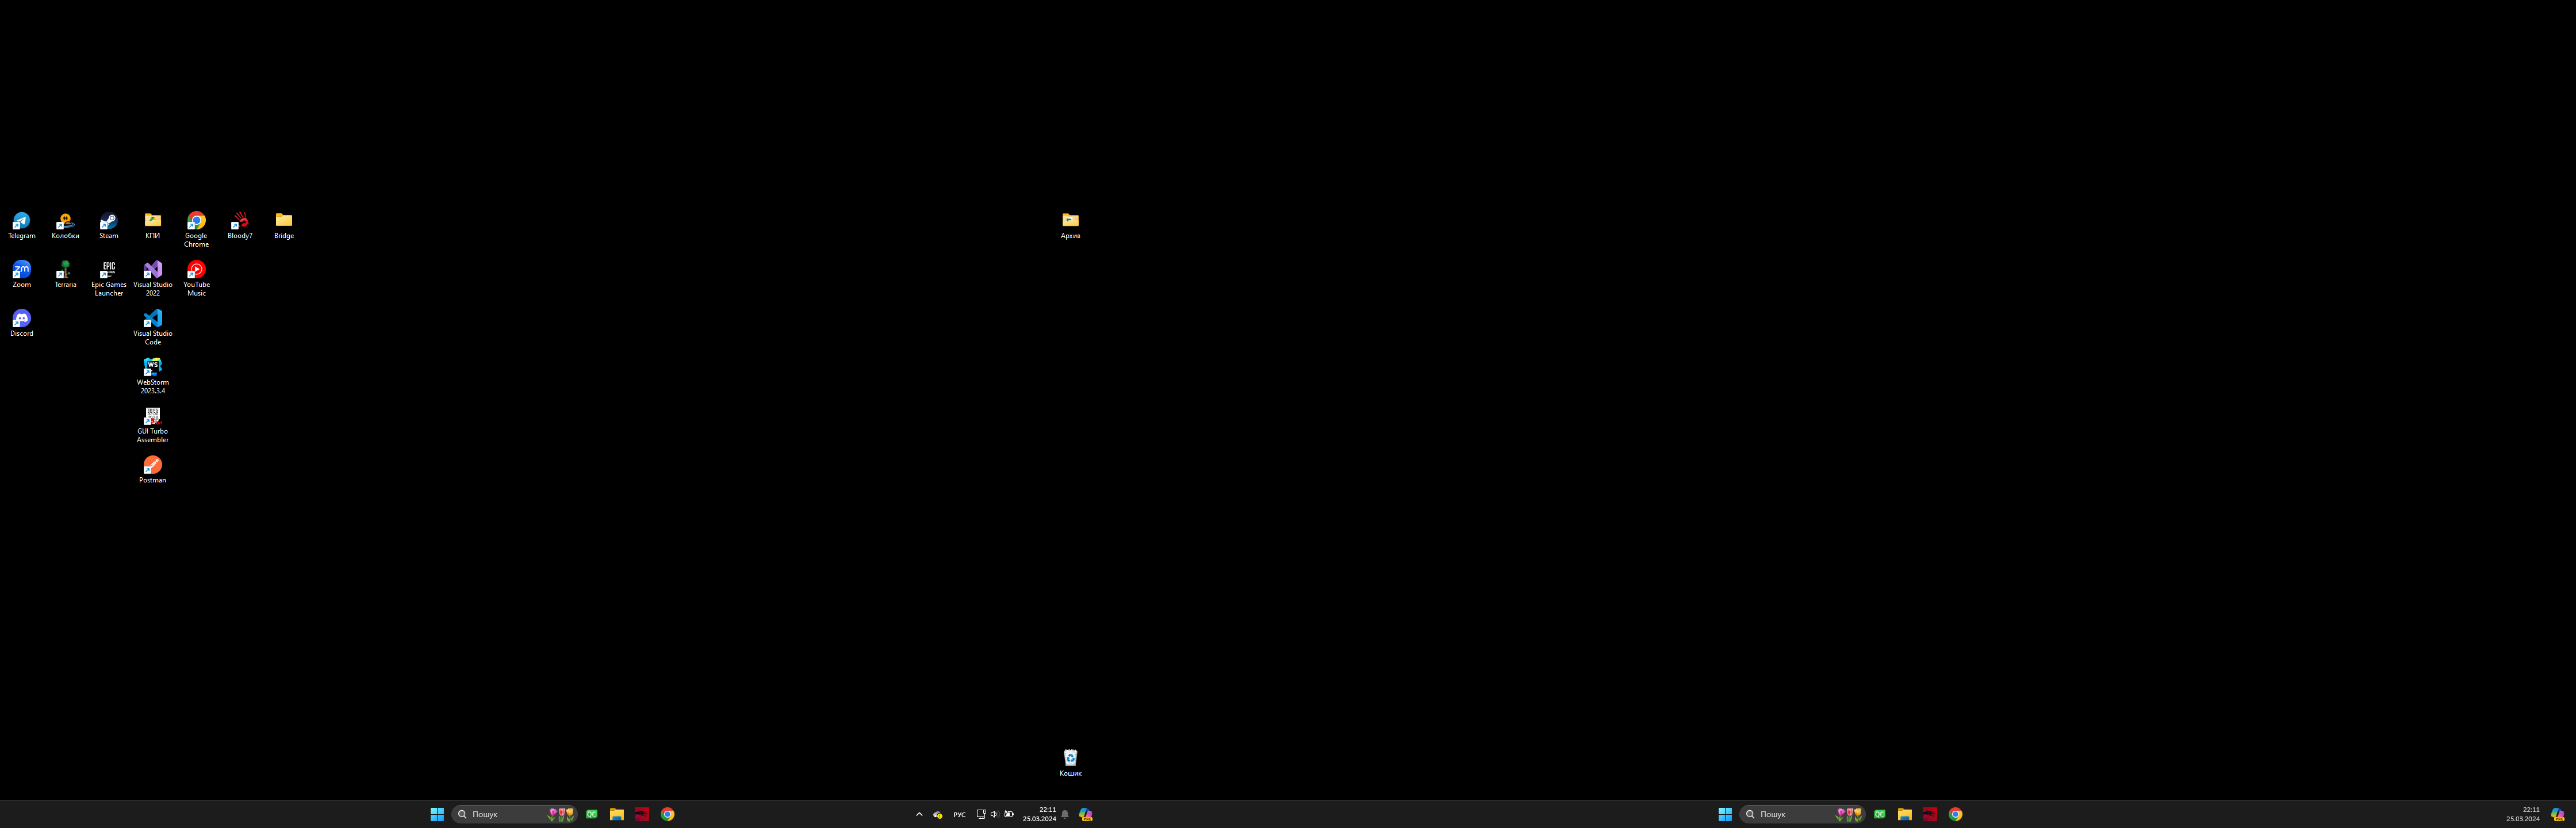 Telegram
Колобки
Steam
КПИ
Google
Chrome
Bloody7
Bridge
Архив
Zoom
Terraria
Epic Games
Launcher
Visual Studio
2022
YouTube
Music
Discord
Visual Studio
Code
WebStorm
2023.3.4
GUI Turbo
Assembler
Postman
Кошик
Пошук
РУС
22:11
25.03.2024
Пошук
22:11
25.03.2024